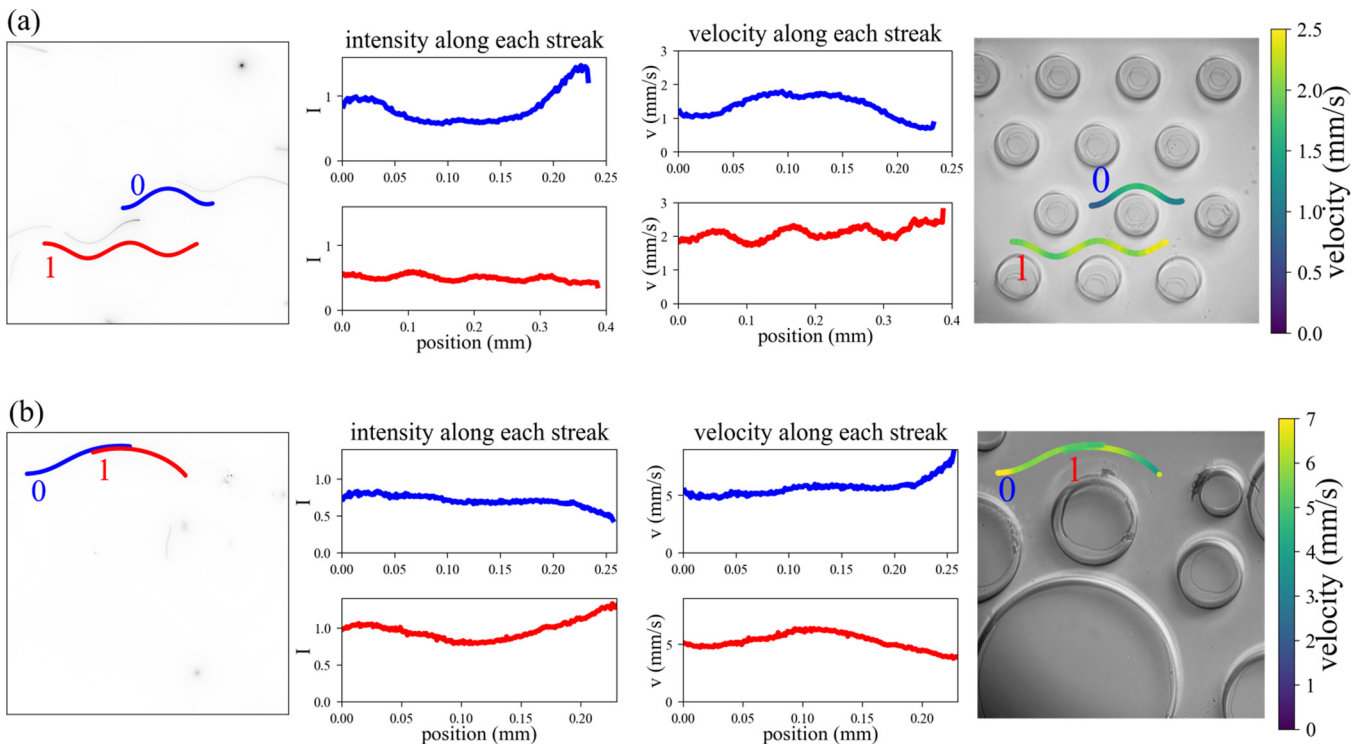 (a)
intensity along each streak
velocity along each streak
0
1
I
1
0
0.00 0.05 0.10 0.15 0.20 0.25
I
1
0
0.0 0.1 0.2 0.3 0.4
position (mm)
v (mm/s)
3
2
1
0
0.00 0.05 0.10 0.15 0.20 0.25
v (mm/s)
3
2
1
0
0.0 0.1 0.2 0.3 0.4
position (mm)
0
1
2.5
2.0
1.5
1.0
0.5
0.0
velocity (mm/s)
(b)
intensity along each streak
velocity along each streak
0
1
I
1.0
0.5
0.0
0.00 0.05 0.10 0.15 0.20 0.25
I
1.0
0.5
0.0
0.00 0.05 0.10 0.15 0.20
position (mm)
v (mm/s)
5
0
0.00 0.05 0.10 0.15 0.20 0.25
v (mm/s)
5
0
0.00 0.05 0.10 0.15 0.20
position (mm)
0
1
7
6
5
4
3
2
1
0
velocity (mm/s)